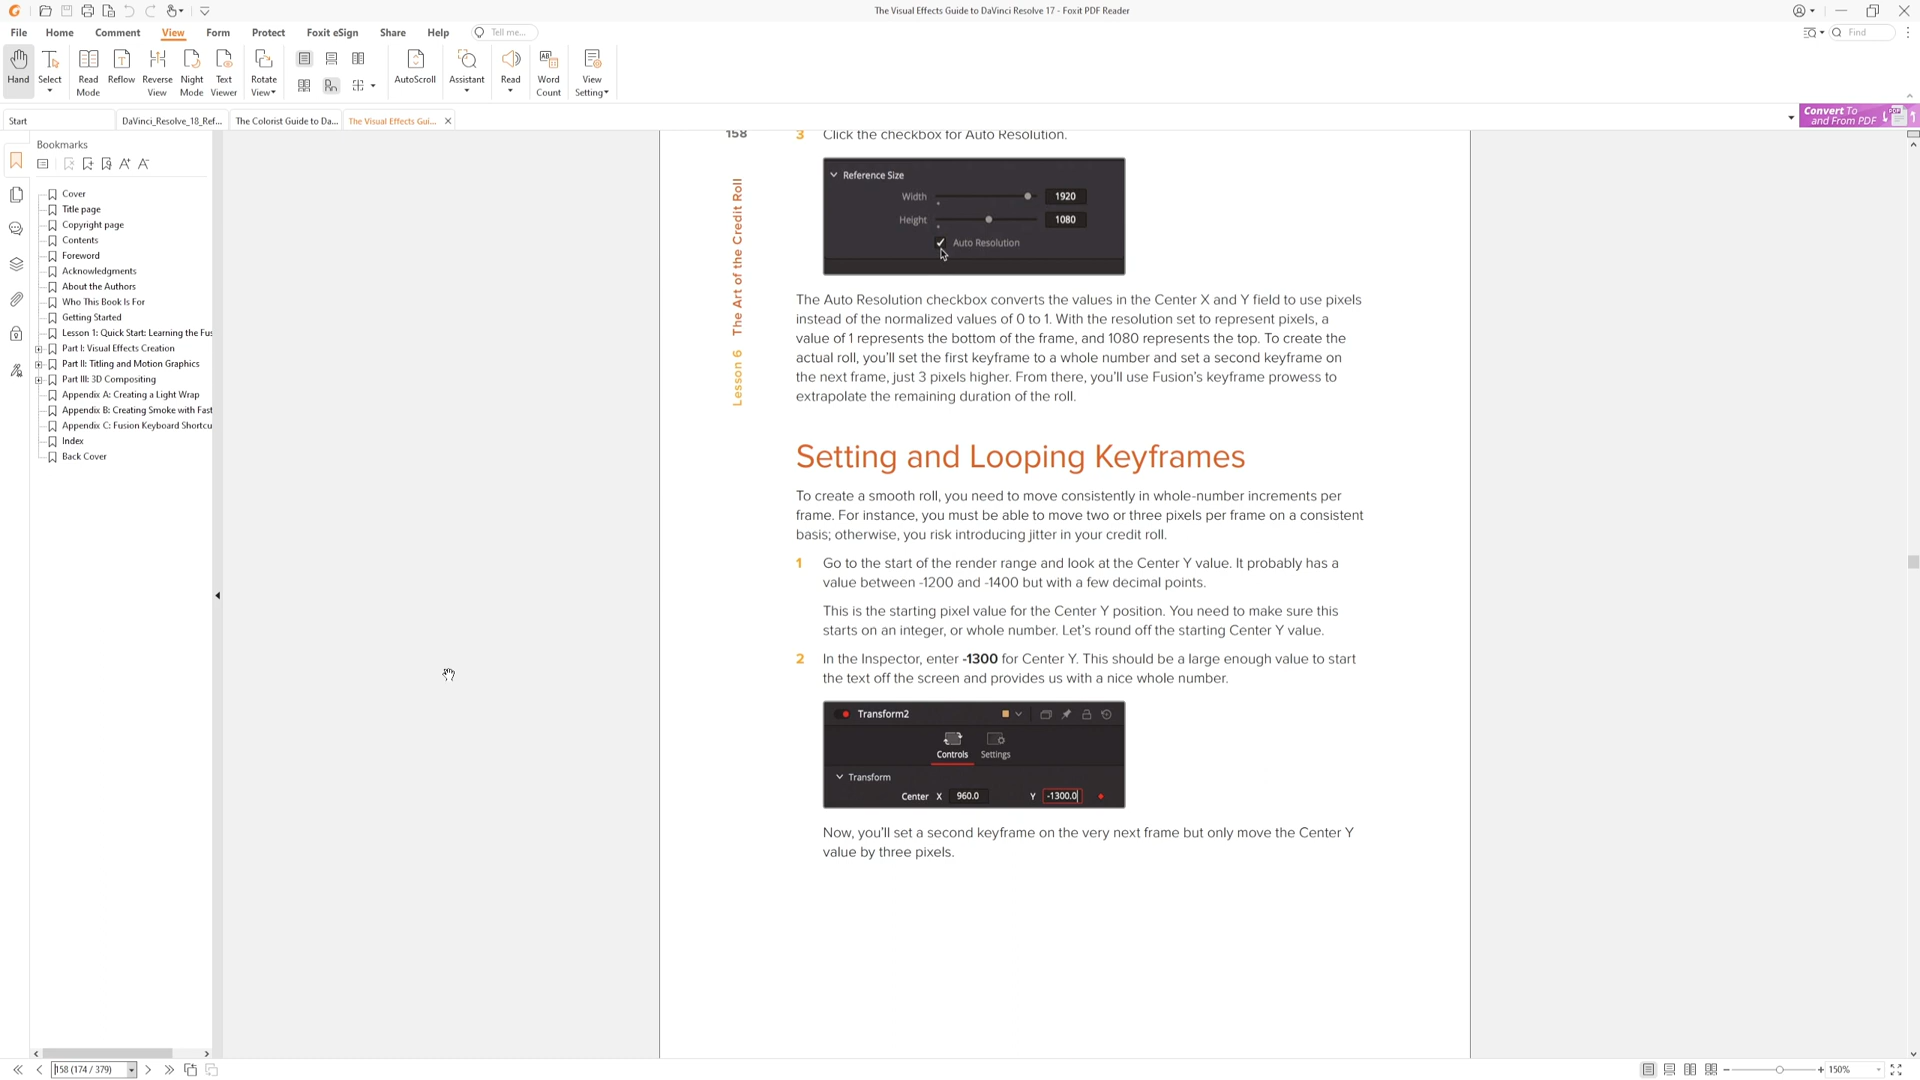 The Visual Effects Guide to DaVinci Resolve 17 - Foxit PDF Reader
File Home Comment View Form Protect Foxit eSign Share Help Tell me... Find
Hand Select Read Mode Reflow Reverse View Night Mode Text Viewer Rotate View AutoScroll Assistant Read Word Count View Setting
Start DaVinci_Resolve_18_Ref... The Colorist Guide to Da... The Visual Effects Gui...
Convert To
and From PDF
Bookmarks
Cover
Title page
Copyright page
Contents
Foreword
Acknowledgments
About the Authors
Who This Book Is For
Getting Started
Lesson 1: Quick Start: Learning the Fus
Part I: Visual Effects Creation
Part II: Titling and Motion Graphics
Part III: 3D Compositing
Appendix A: Creating a Light Wrap
Appendix B: Creating Smoke with Fast
Appendix C: Fusion Keyboard Shortcu
Index
Back Cover
158
Lesson 6 The Art of the Credit Roll
3 Click the checkbox for Auto Resolution.
Reference Size
Width 1920
Height 1080
Auto Resolution
The Auto Resolution checkbox converts the values in the Center X and Y field to use pixels
instead of the normalized values of 0 to 1. With the resolution set to represent pixels, a
value of 1 represents the bottom of the frame, and 1080 represents the top. To create the
actual roll, you'll set the first keyframe to a whole number and set a second keyframe on
the next frame, just 3 pixels higher. From there, you'll use Fusion's keyframe prowess to
extrapolate the remaining duration of the roll.
Setting and Looping Keyframes
To create a smooth roll, you need to move consistently in whole-number increments per
frame. For instance, you must be able to move two or three pixels per frame on a consistent
basis; otherwise, you risk introducing jitter in your credit roll.
1 Go to the start of the render range and look at the Center Y value. It probably has a
value between -1200 and -1400 but with a few decimal points.
This is the starting pixel value for the Center Y position. You need to make sure this
starts on an integer, or whole number. Let's round off the starting Center Y value.
2 In the Inspector, enter -1300 for Center Y. This should be a large enough value to start
the text off the screen and provides us with a nice whole number.
Transform2
Controls Settings
Transform
Center X 960.0 Y -1300.0
Now, you'll set a second keyframe on the very next frame but only move the Center Y
value by three pixels.
158 (174 / 379)
150%